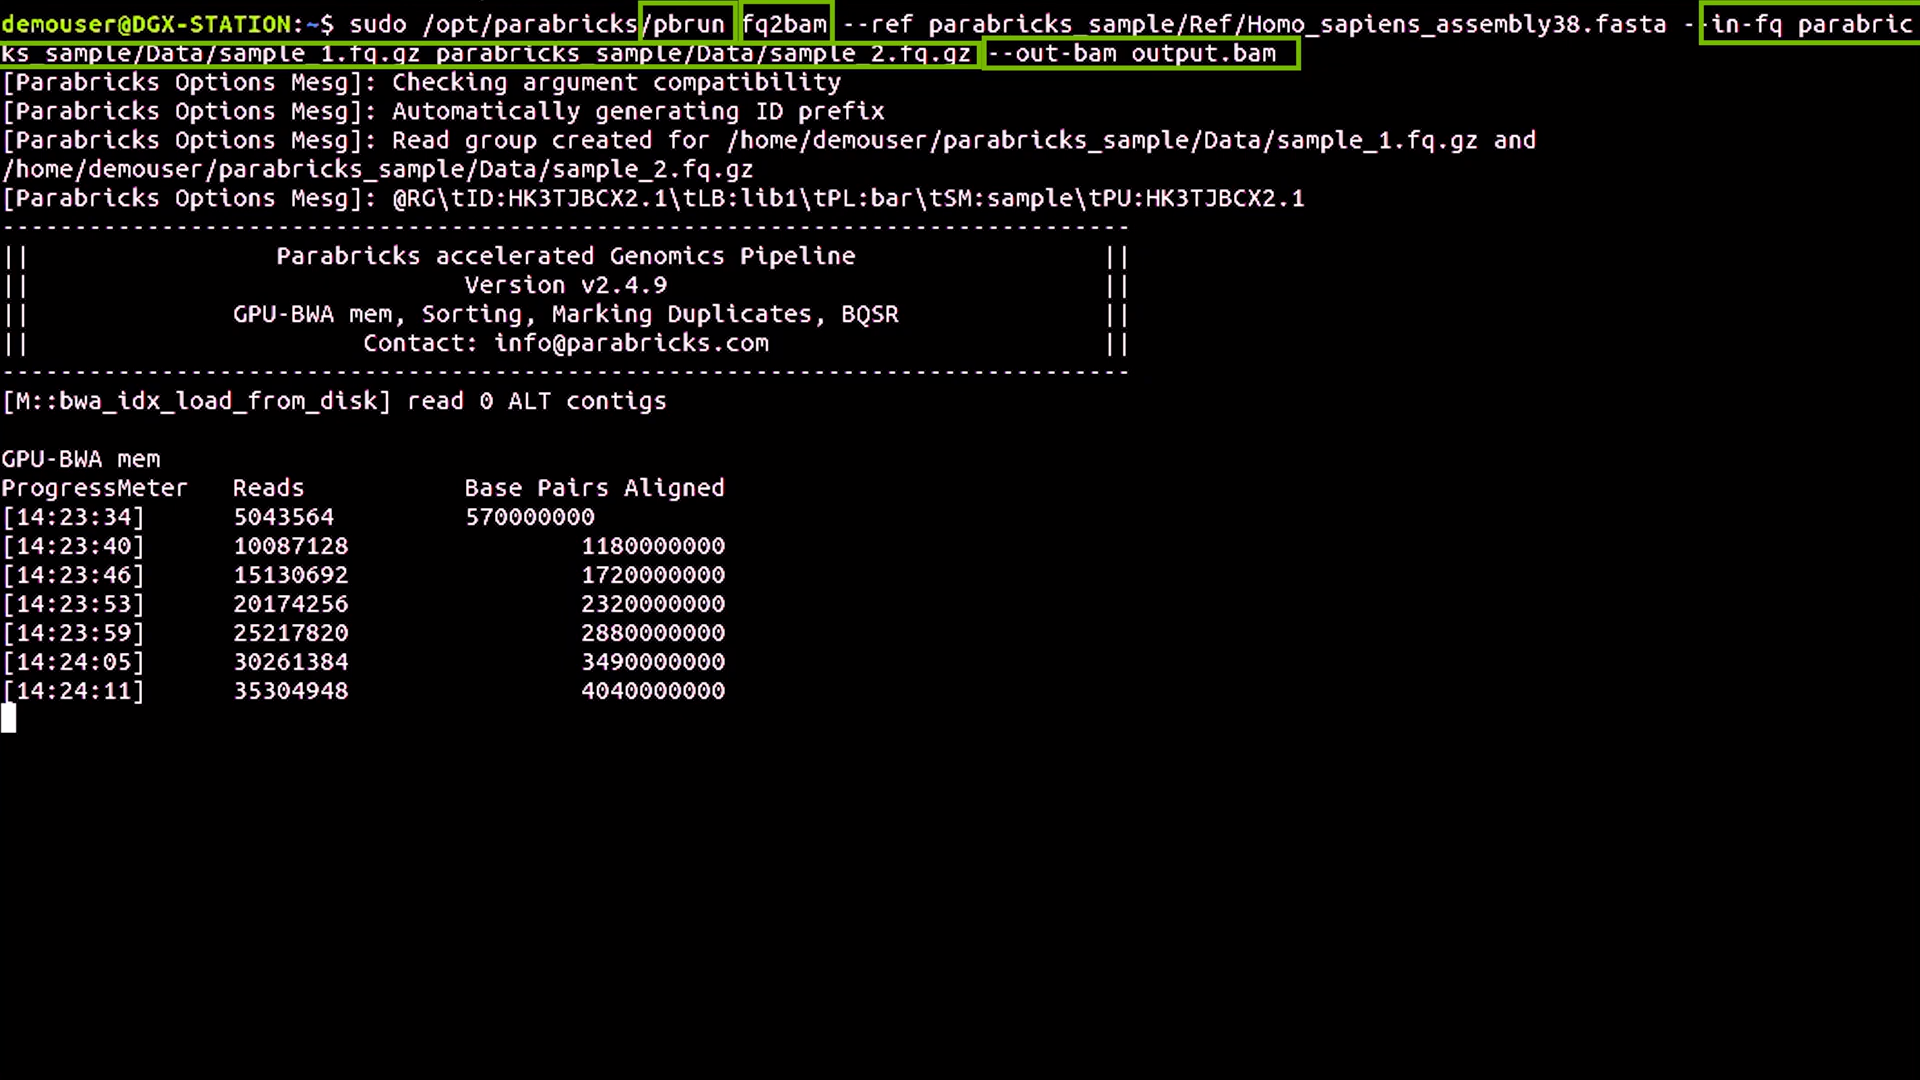 demouser@DGX-STATION:~$ sudo /opt/parabricks/pbrun fq2bam --ref parabricks_sample/Ref/Homo_sapiens_assembly38.fasta --in-fq parabric
ks_sample/Data/sample_1.fq.gz parabricks_sample/Data/sample_2.fq.gz --out-bam output.bam
[Parabricks Options Mesg]: Checking argument compatibility
[Parabricks Options Mesg]: Automatically generating ID prefix
[Parabricks Options Mesg]: Read group created for /home/demouser/parabricks_sample/Data/sample_1.fq.gz and
/home/demouser/parabricks_sample/Data/sample_2.fq.gz
[Parabricks Options Mesg]: @RG\tID:HK3TJBCX2.1\tLB:lib1\tPL:bar\tSM:sample\tPU:HK3TJBCX2.1
------------------------------------------------------------------------------
||                 Parabricks accelerated Genomics Pipeline                 ||
||                              Version v2.4.9                              ||
||              GPU-BWA mem, Sorting, Marking Duplicates, BQSR              ||
||                       Contact: info@parabricks.com                       ||
------------------------------------------------------------------------------
[M::bwa_idx_load_from_disk] read 0 ALT contigs
GPU-BWA mem
ProgressMeter   Reads           Base Pairs Aligned
[14:23:34]      5043564         570000000
[14:23:40]      10087128                1180000000
[14:23:46]      15130692                1720000000
[14:23:53]      20174256                2320000000
[14:23:59]      25217820                2880000000
[14:24:05]      30261384                3490000000
[14:24:11]      35304948                4040000000